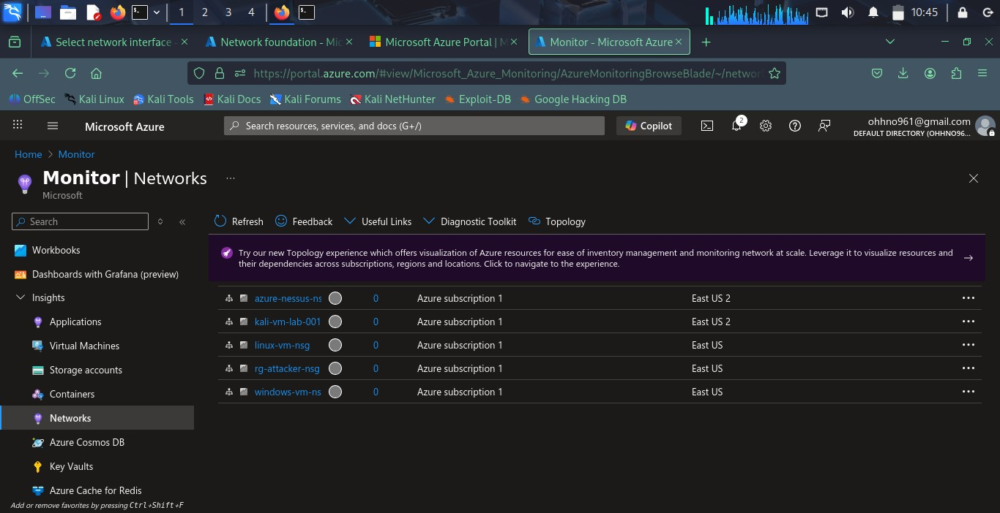 1 2 3 4 10:45
Select network interface - Network foundation - Mic Microsoft Azure Portal | M Monitor - Microsoft Azure
https://portal.azure.com/#view/Microsoft_Azure_Monitoring/AzureMonitoringBrowseBlade/~/networ
OffSec Kali Linux Kali Tools Kali Docs Kali Forums Kali NetHunter Exploit-DB Google Hacking DB
Microsoft Azure Search resources, services, and docs (G+/) Copilot 2 ohhno961@gmail.com
DEFAULT DIRECTORY (OHHNO96...
Home > Monitor
Monitor | Networks ...
Microsoft
Search « Refresh Feedback Useful Links Diagnostic Toolkit Topology
Try our new Topology experience which offers visualization of Azure resources for ease of inventory management and monitoring network at scale. Leverage it to visualize resources and
their dependencies across subscriptions, regions and locations. Click to navigate to the experience.
Workbooks
Dashboards with Grafana (preview)
Insights
Applications
Virtual Machines
Storage accounts
Containers
Networks
Azure Cosmos DB
Key Vaults
Azure Cache for Redis
Add or remove favorites by pressing Ctrl+Shift+F
azure-nessus-ns 0 Azure subscription 1 East US 2 ...
kali-vm-lab-001 0 Azure subscription 1 East US 2 ...
linux-vm-nsg 0 Azure subscription 1 East US ...
rg-attacker-nsg 0 Azure subscription 1 East US ...
windows-vm-ns 0 Azure subscription 1 East US ...